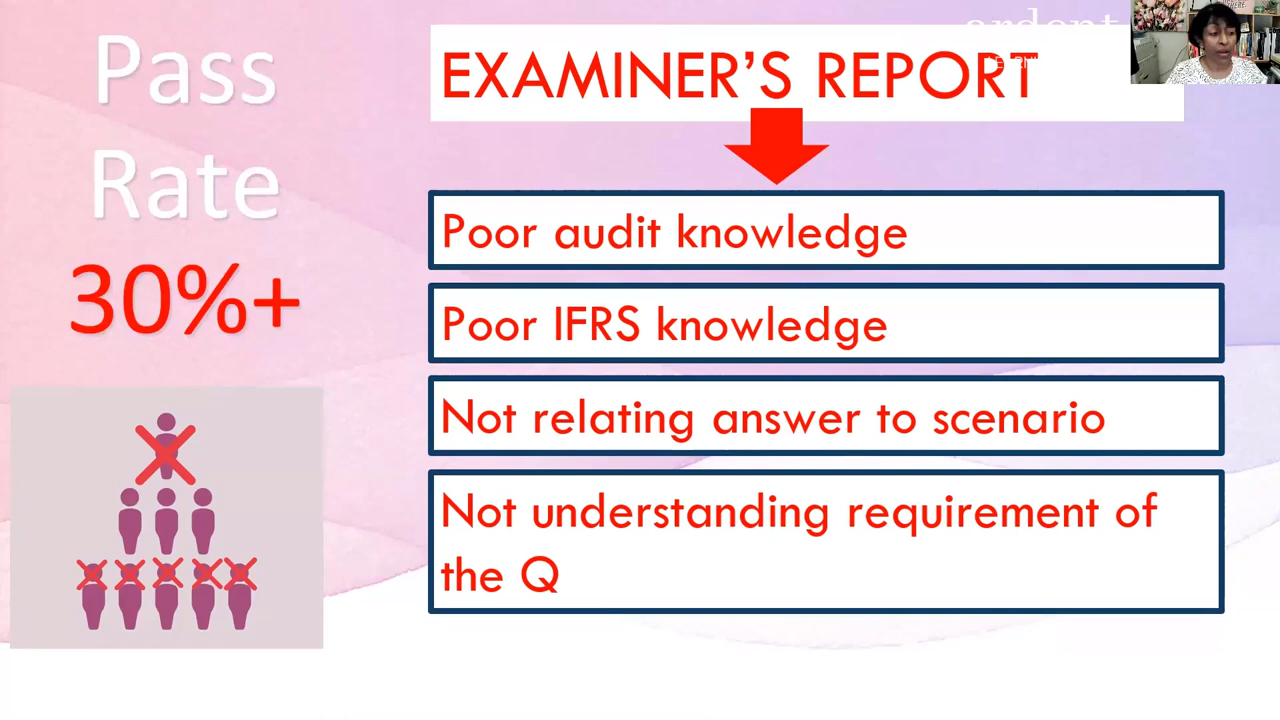 Pass
Rate
30%+
ardent
EXAMINER'S REPORT
Poor audit knowledge
Poor IFRS knowledge
Not relating answer to scenario
Not understanding requirement of
the Q